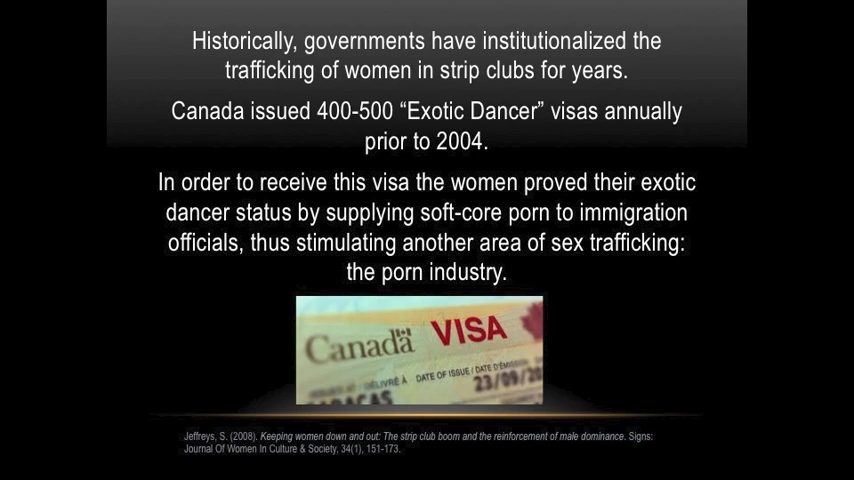 Historically, governments have institutionalized the
trafficking of women in strip clubs for years.
Canada issued 400-500 “Exotic Dancer” visas annually
prior to 2004.
In order to receive this visa the women proved their exotic
dancer status by supplying soft-core porn to immigration
officials, thus stimulating another area of sex trafficking:
the porn industry.
Canada VISA
DÉLIVRÉ À DATE OF ISSUE / DATE D'ÉMISSION
23/09/20
Jeffreys, S. (2008). Keeping women down and out: The strip club boom and the reinforcement of male dominance. Signs:
Journal Of Women In Culture & Society, 34(1), 151-173.